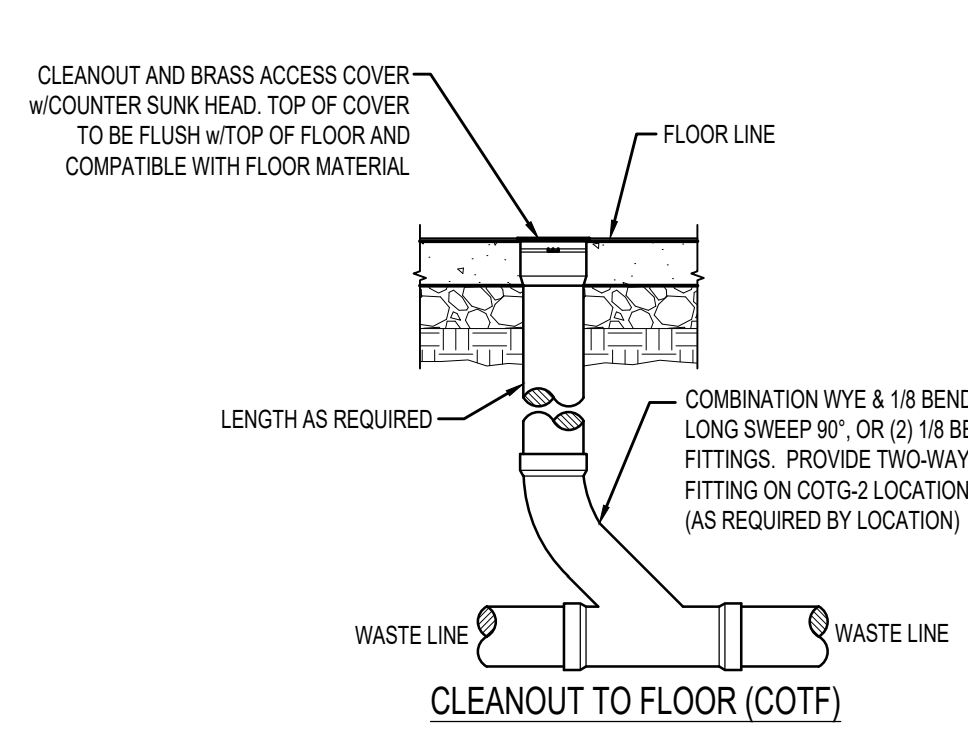 CLEANOUT AND BRASS ACCESS COVER
w/COUNTER SUNK HEAD. TOP OF COVER
TO BE FLUSH w/TOP OF FLOOR AND
COMPATIBLE WITH FLOOR MATERIAL
FLOOR LINE
LENGTH AS REQUIRED
COMBINATION WYE & 1/8 BEND
LONG SWEEP 90°, OR (2) 1/8
FITTINGS. PROVIDE TWO-WAY
FITTING ON COTG-2 LOCATION
(AS REQUIRED BY LOCATION)
WASTE LINE
WASTE LINE
CLEANOUT TO FLOOR (COTF)